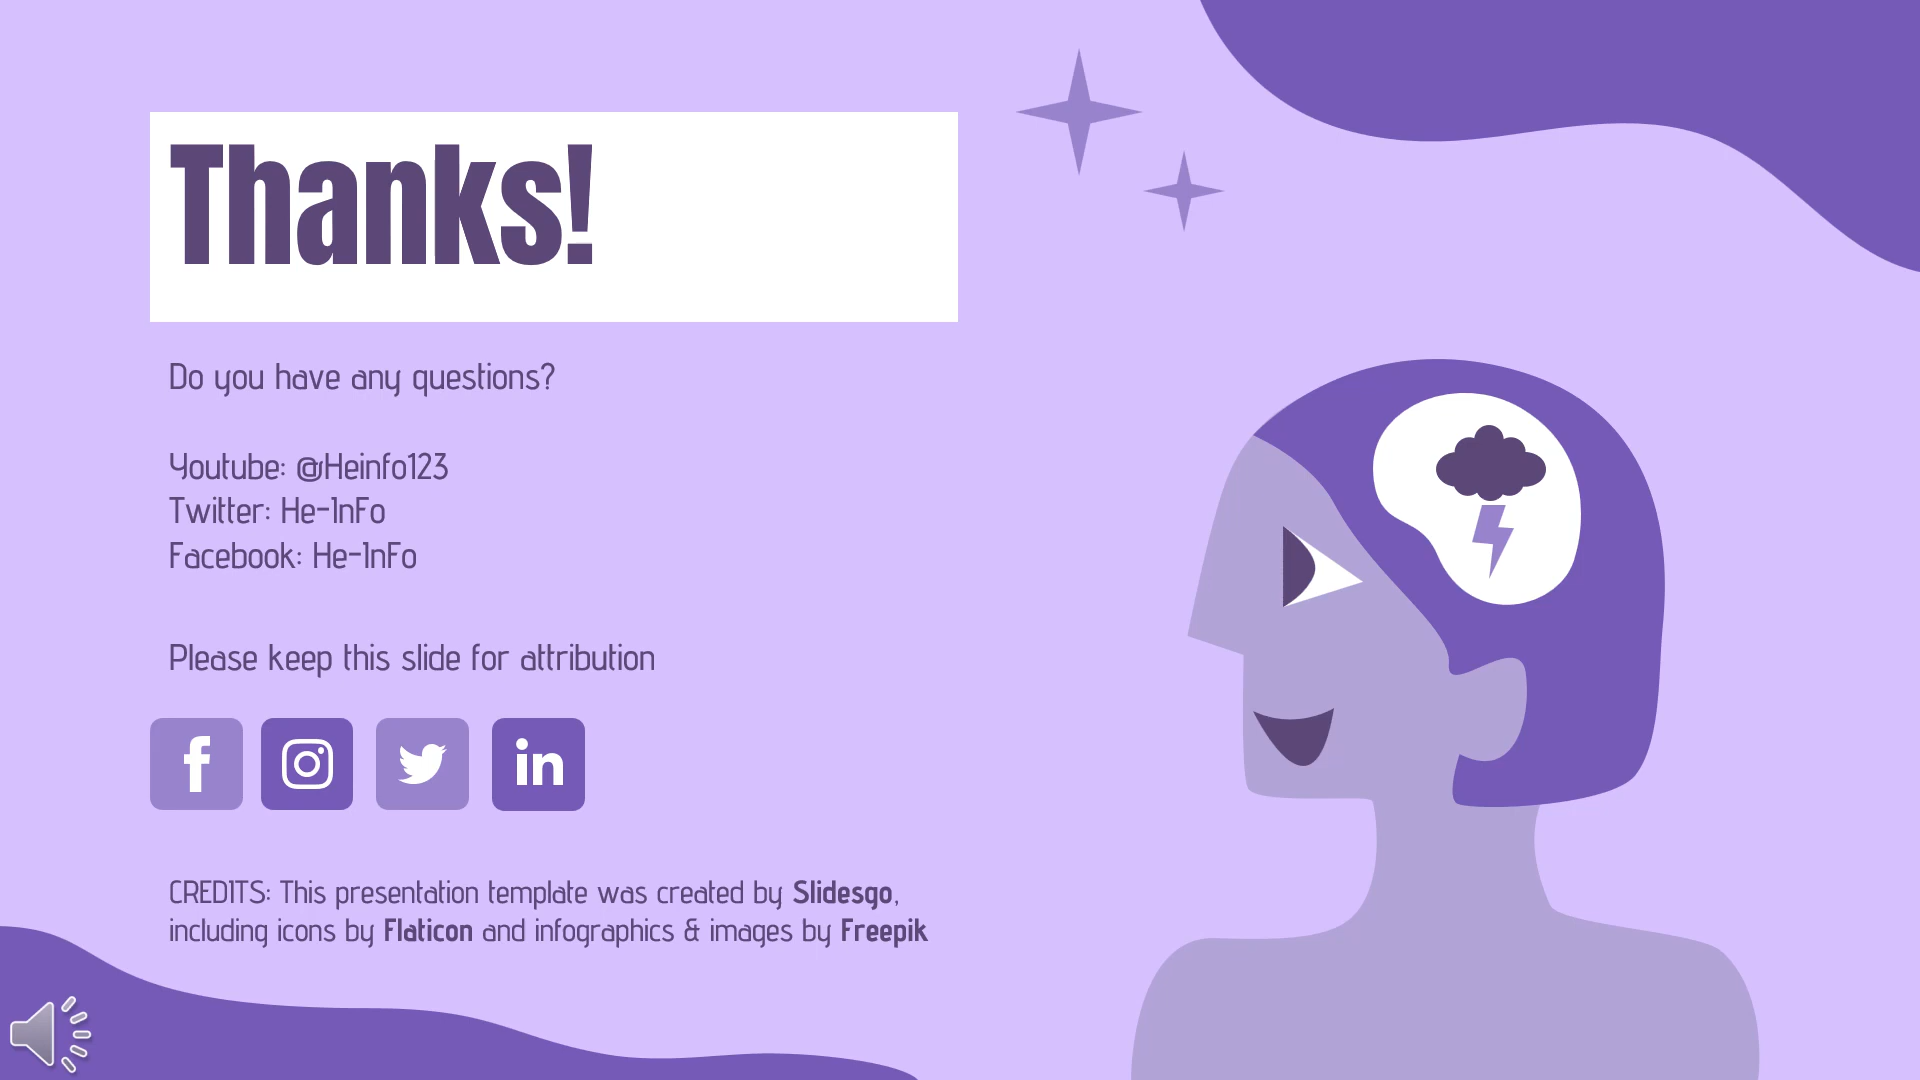 Thanks!
Do you have any questions?
Youtube: @Heinfo123
Twitter: He-InFo
Facebook: He-InFo
Please keep this slide for attribution
f
in
CREDITS: This presentation template was created by Slidesgo,
including icons by Flaticon and infographics & images by Freepik